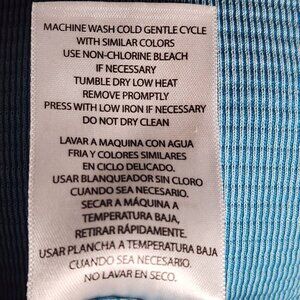 MACHINE WASH COLD GENTLE CYCLE
WITH SIMILAR COLORS
USE NON-CHLORINE BLEACH
IF NECESSARY
TUMBLE DRY LOW HEAT
REMOVE PROMPTLY
PRESS WITH LOW IRON IF NECESSARY
DO NOT DRY CLEAN
LAVAR A MAQUINA CON AGUA
FRIA Y COLORES SIMILARES
EN CICLO DELICADO.
USAR BLANQUEADOR SIN CLORO
CUANDO SEA NECESARIO.
SECAR A MÁQUINA A
TEMPERATURA BAJA,
RETIRAR RÁPIDAMENTE.
USAR PLANCHA A TEMPERATURA BAJA
CUANDO SEA NECESARIO.
NO LAVAR EN SECO.